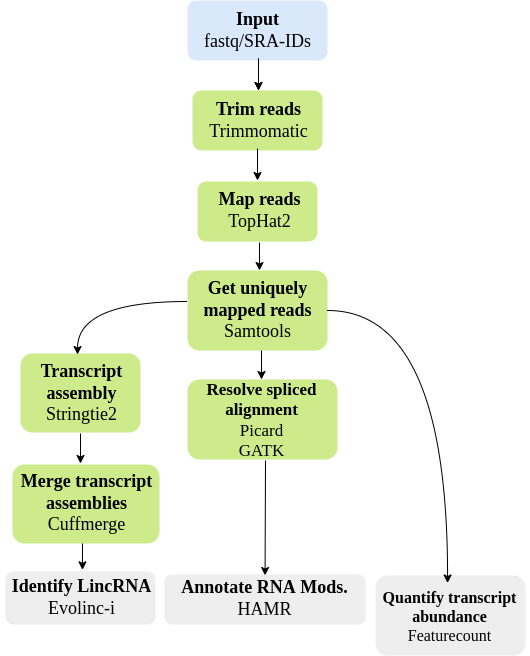 Input
fastq/SRA-IDs
Trim reads
Trimmomatic
Map reads
TopHat2
Get uniquely
mapped reads
Samtools
Transcript
assembly
Stringtie2
Resolve spliced
alignment
Picard
GATK
Merge transcript
assemblies
Cuffmerge
Identify LincRNA
Evolinc-i
Annotate RNA Mods.
HAMR
Quantify transcript
abundance
Featurecount